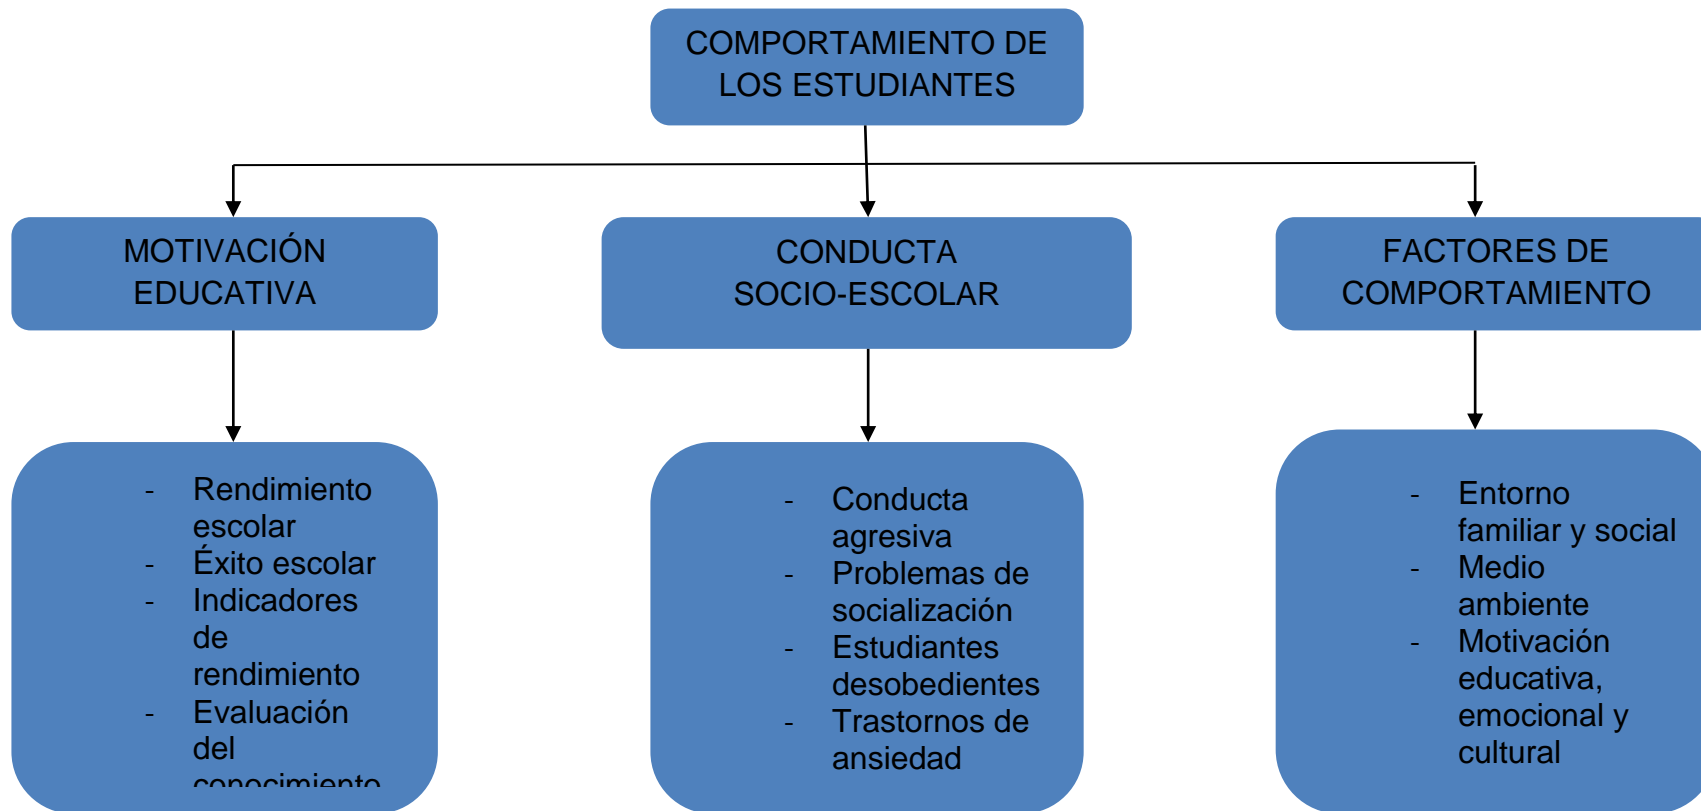 COMPORTAMIENTO DE
LOS ESTUDIANTES
MOTIVACIÓN
EDUCATIVA
CONDUCTA
SOCIO-ESCOLAR
FACTORES DE
COMPORTAMIENTO
- Rendimiento
escolar
- Éxito escolar
- Indicadores
de
rendimiento
- Evaluación
del
conocimiento
- Conducta
agresiva
- Problemas de
socialización
- Estudiantes
desobedientes
- Trastornos de
ansiedad
- Entorno
familiar y social
- Medio
ambiente
- Motivación
educativa,
emocional y
cultural